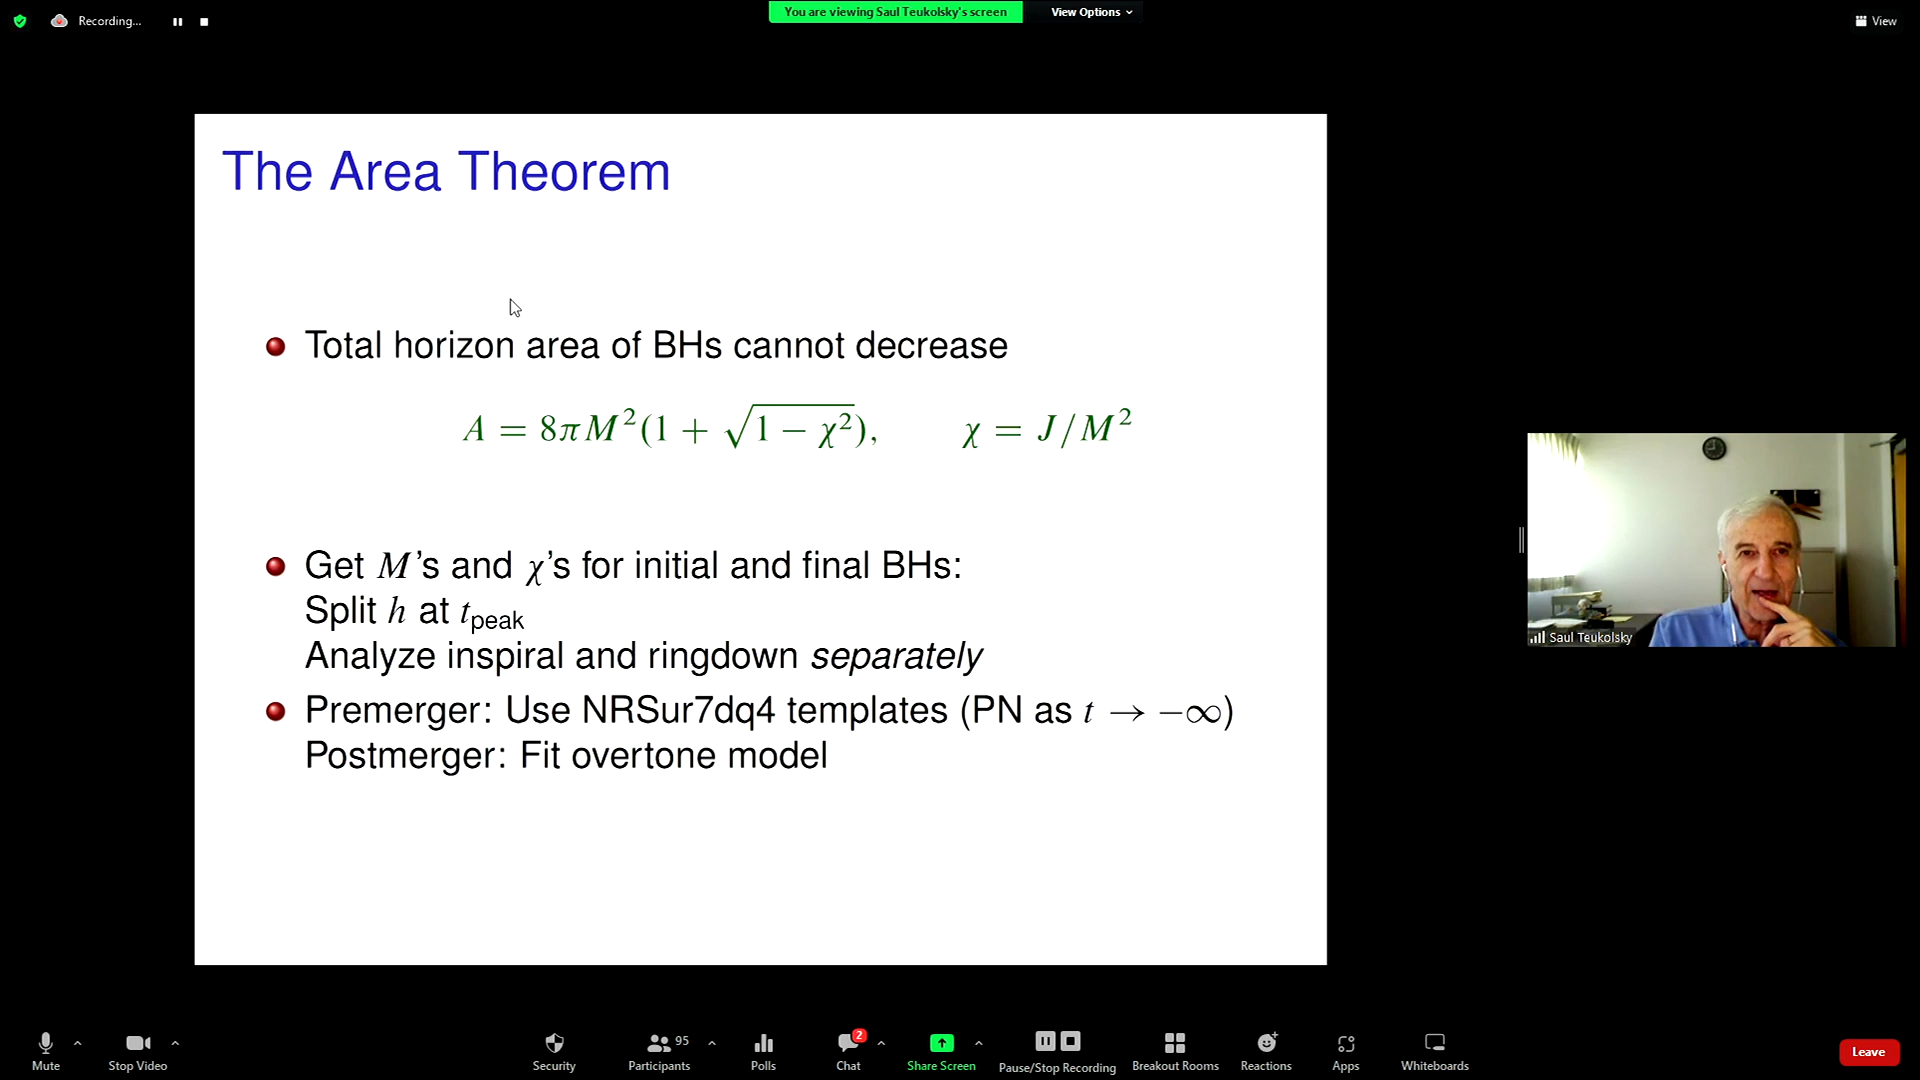 Recording...
You are viewing Saul Teukolsky's screen
View Options
View
The Area Theorem
Total horizon area of BHs cannot decrease
A = 8πM²(1 + √(1 − χ²)), χ = J/M²
Get M's and χ's for initial and final BHs:
Split h at t_peak
Analyze inspiral and ringdown separately
Premerger: Use NRSur7dq4 templates (PN as t → −∞)
Postmerger: Fit overtone model
Saul Teukolsky
Mute
Stop Video
Security
Participants 95
Polls
Chat 2
Share Screen
Pause/Stop Recording
Breakout Rooms
Reactions
Apps
Whiteboards
Leave